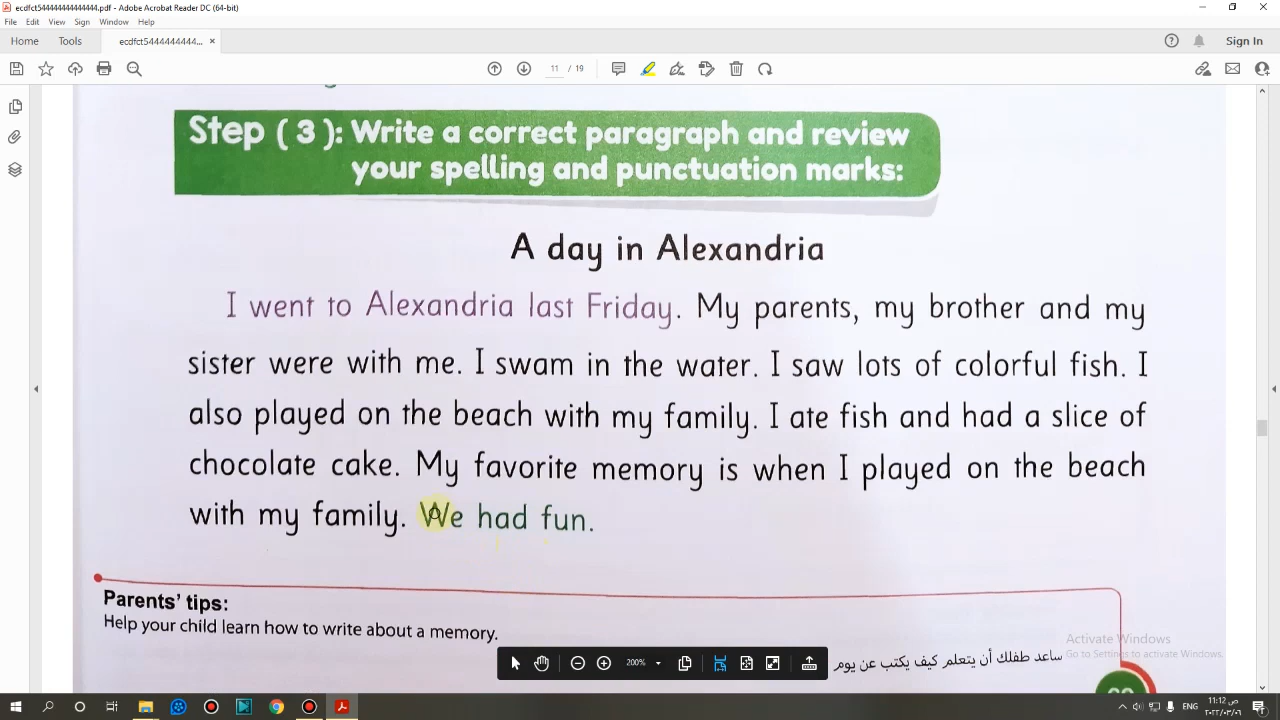 ecdfct54444444444444.pdf - Adobe Acrobat Reader DC (64-bit)
File Edit View Sign Window Help
Home Tools ecdfct5444444444... ×
Sign In
11 / 19
Step ( 3 ): Write a correct paragraph and review
your spelling and punctuation marks:
A day in Alexandria
I went to Alexandria last Friday. My parents, my brother and my
sister were with me. I swam in the water. I saw lots of colorful fish. I
also played on the beach with my family. I ate fish and had a slice of
chocolate cake. My favorite memory is when I played on the beach
with my family. We had fun.
Parents' tips:
Help your child learn how to write about a memory.
ساعد طفلك أن يتعلم كيف يكتب عن يوم
200%
Activate Windows
Go to Settings to activate Windows.
ENG
11:12 ص
٢٠٢٢/٠٣/٠٦